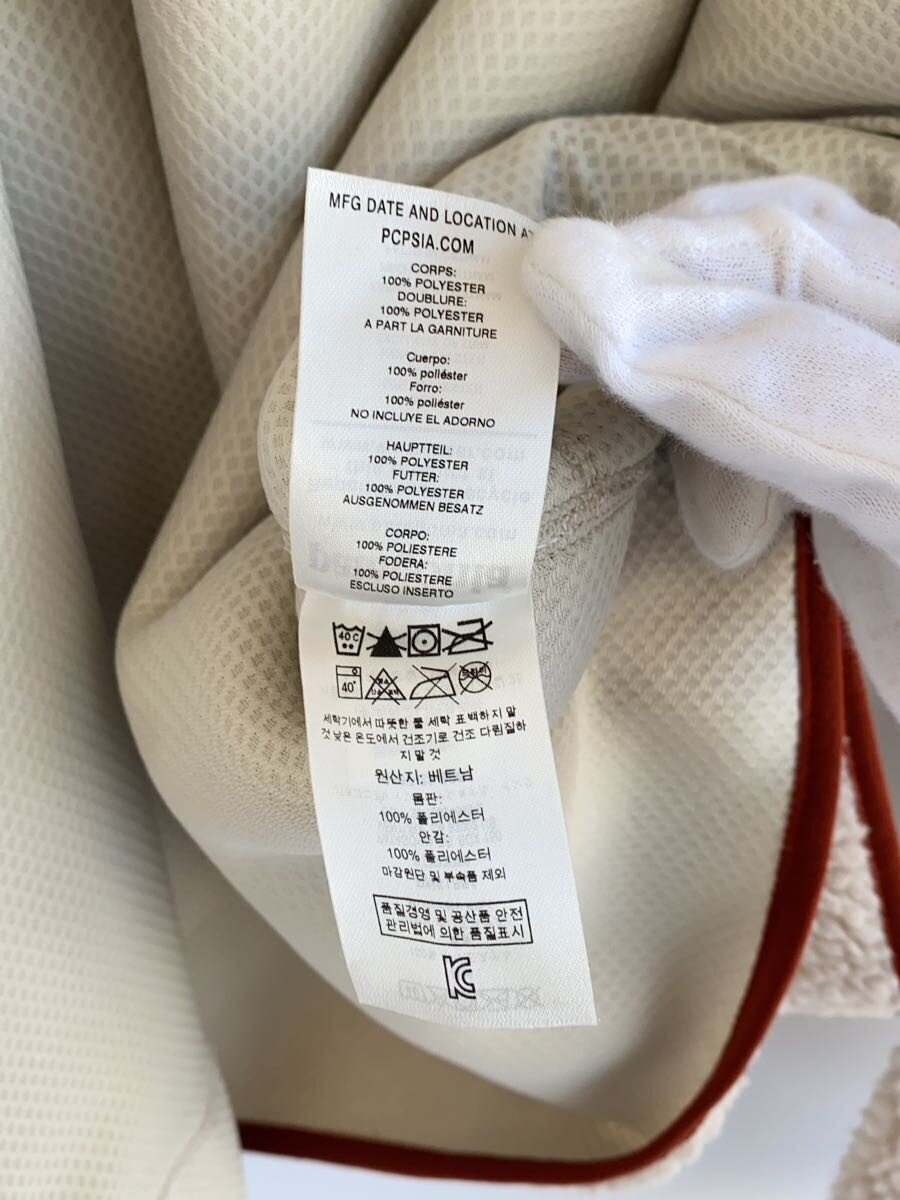 MFG DATE AND LOCATION
PCPSIA.COM
CORPS:
100% POLYESTER
DOUBLURE:
100% POLYESTER
A PART LA GARNITURE
Cuerpo:
100% poliéster
Forro:
100% poliéster
NO INCLUYE EL ADORNO
HAUPTTEIL:
100% POLYESTER
FUTTER:
100% POLYESTER
AUSGENOMMEN BESATZ
CORPO:
100% POLIESTERE
FODERA:
100% POLIESTERE
ESCLUSO INSERTO
40 C
40°
세탁기에서 따뜻한 물 세탁 표백하지 말
것 낮은 온도에서 건조기로 건조 다림질하
지 말 것
원산지: 베트남
몸판:
100% 폴리에스터
안감:
100% 폴리에스터
마감원단 및 부속품 제외
품질경영 및 공산품 안전
관리법에 의한 품질표시